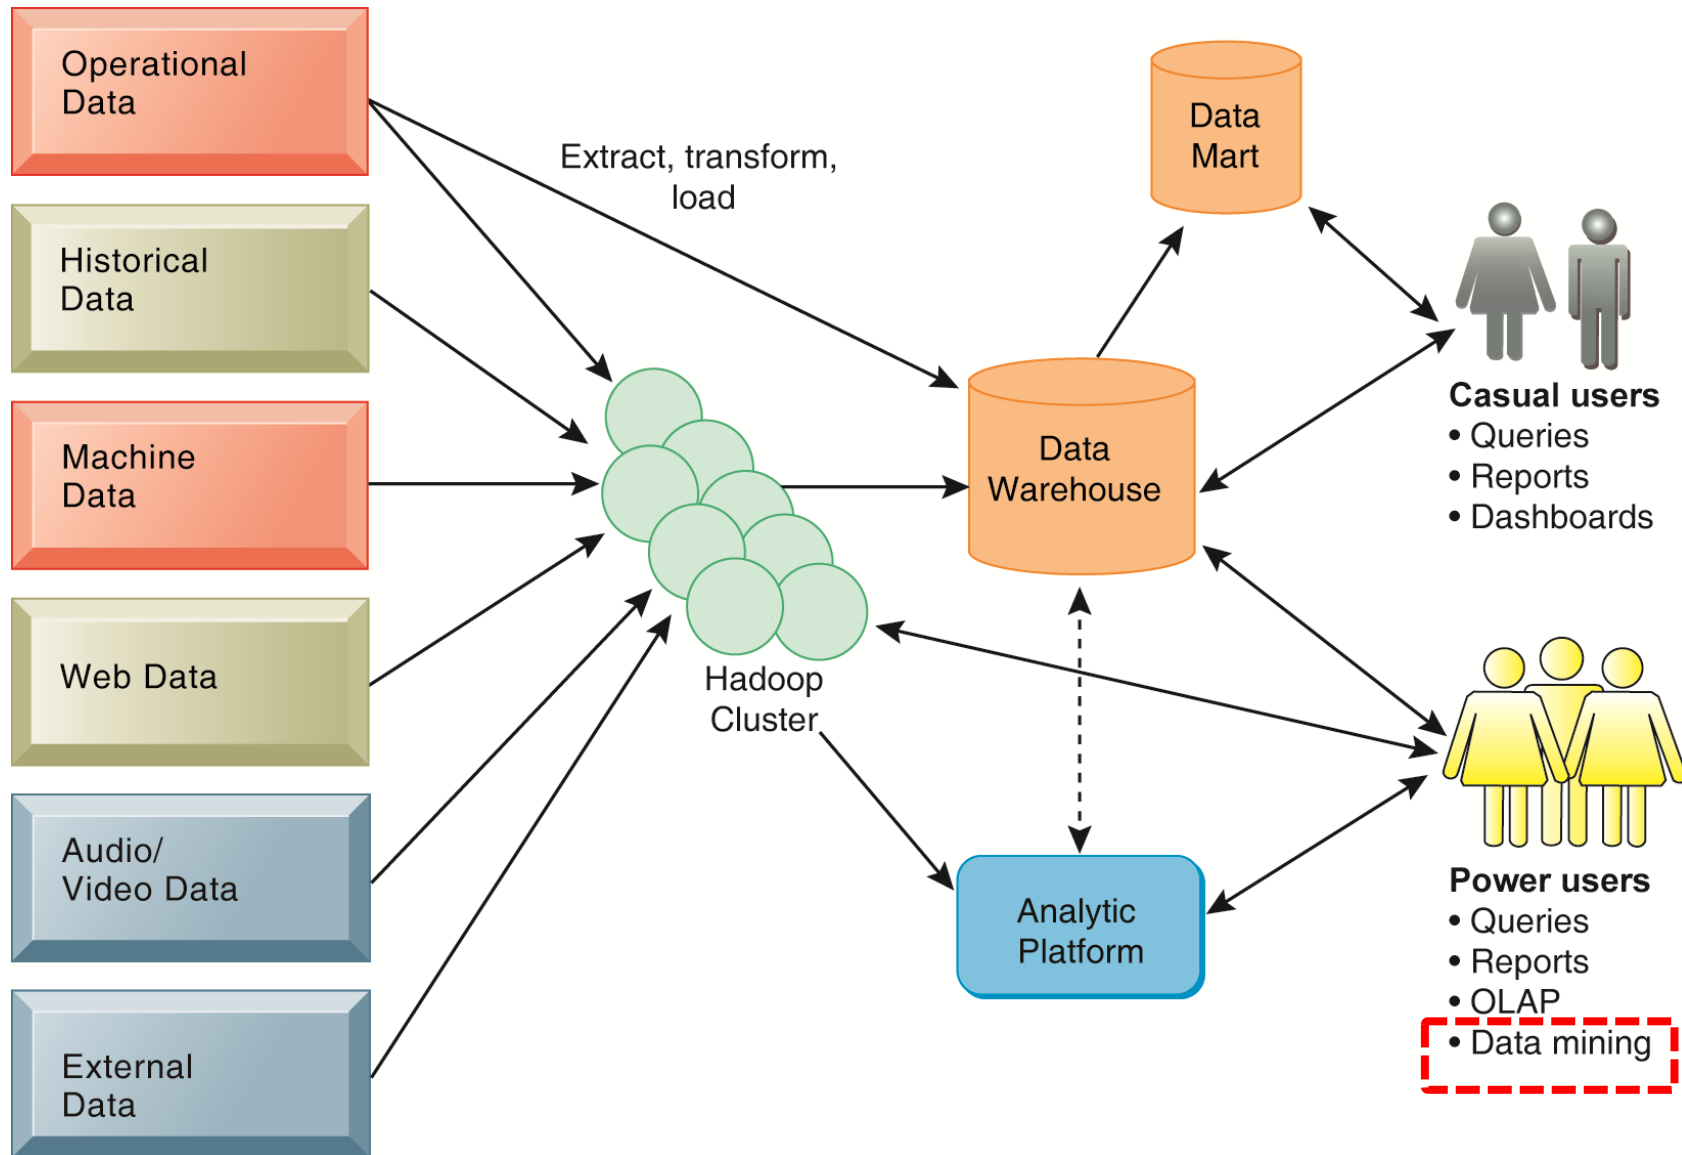 Operational
Data
Historical
Data
Machine
Data
Web Data
Audio/
Video Data
External
Data
Extract, transform,
load
Hadoop
Cluster
Data
Mart
Data
Warehouse
Analytic
Platform
Casual users
• Queries
• Reports
• Dashboards
Power users
• Queries
• Reports
• OLAP
• Data mining